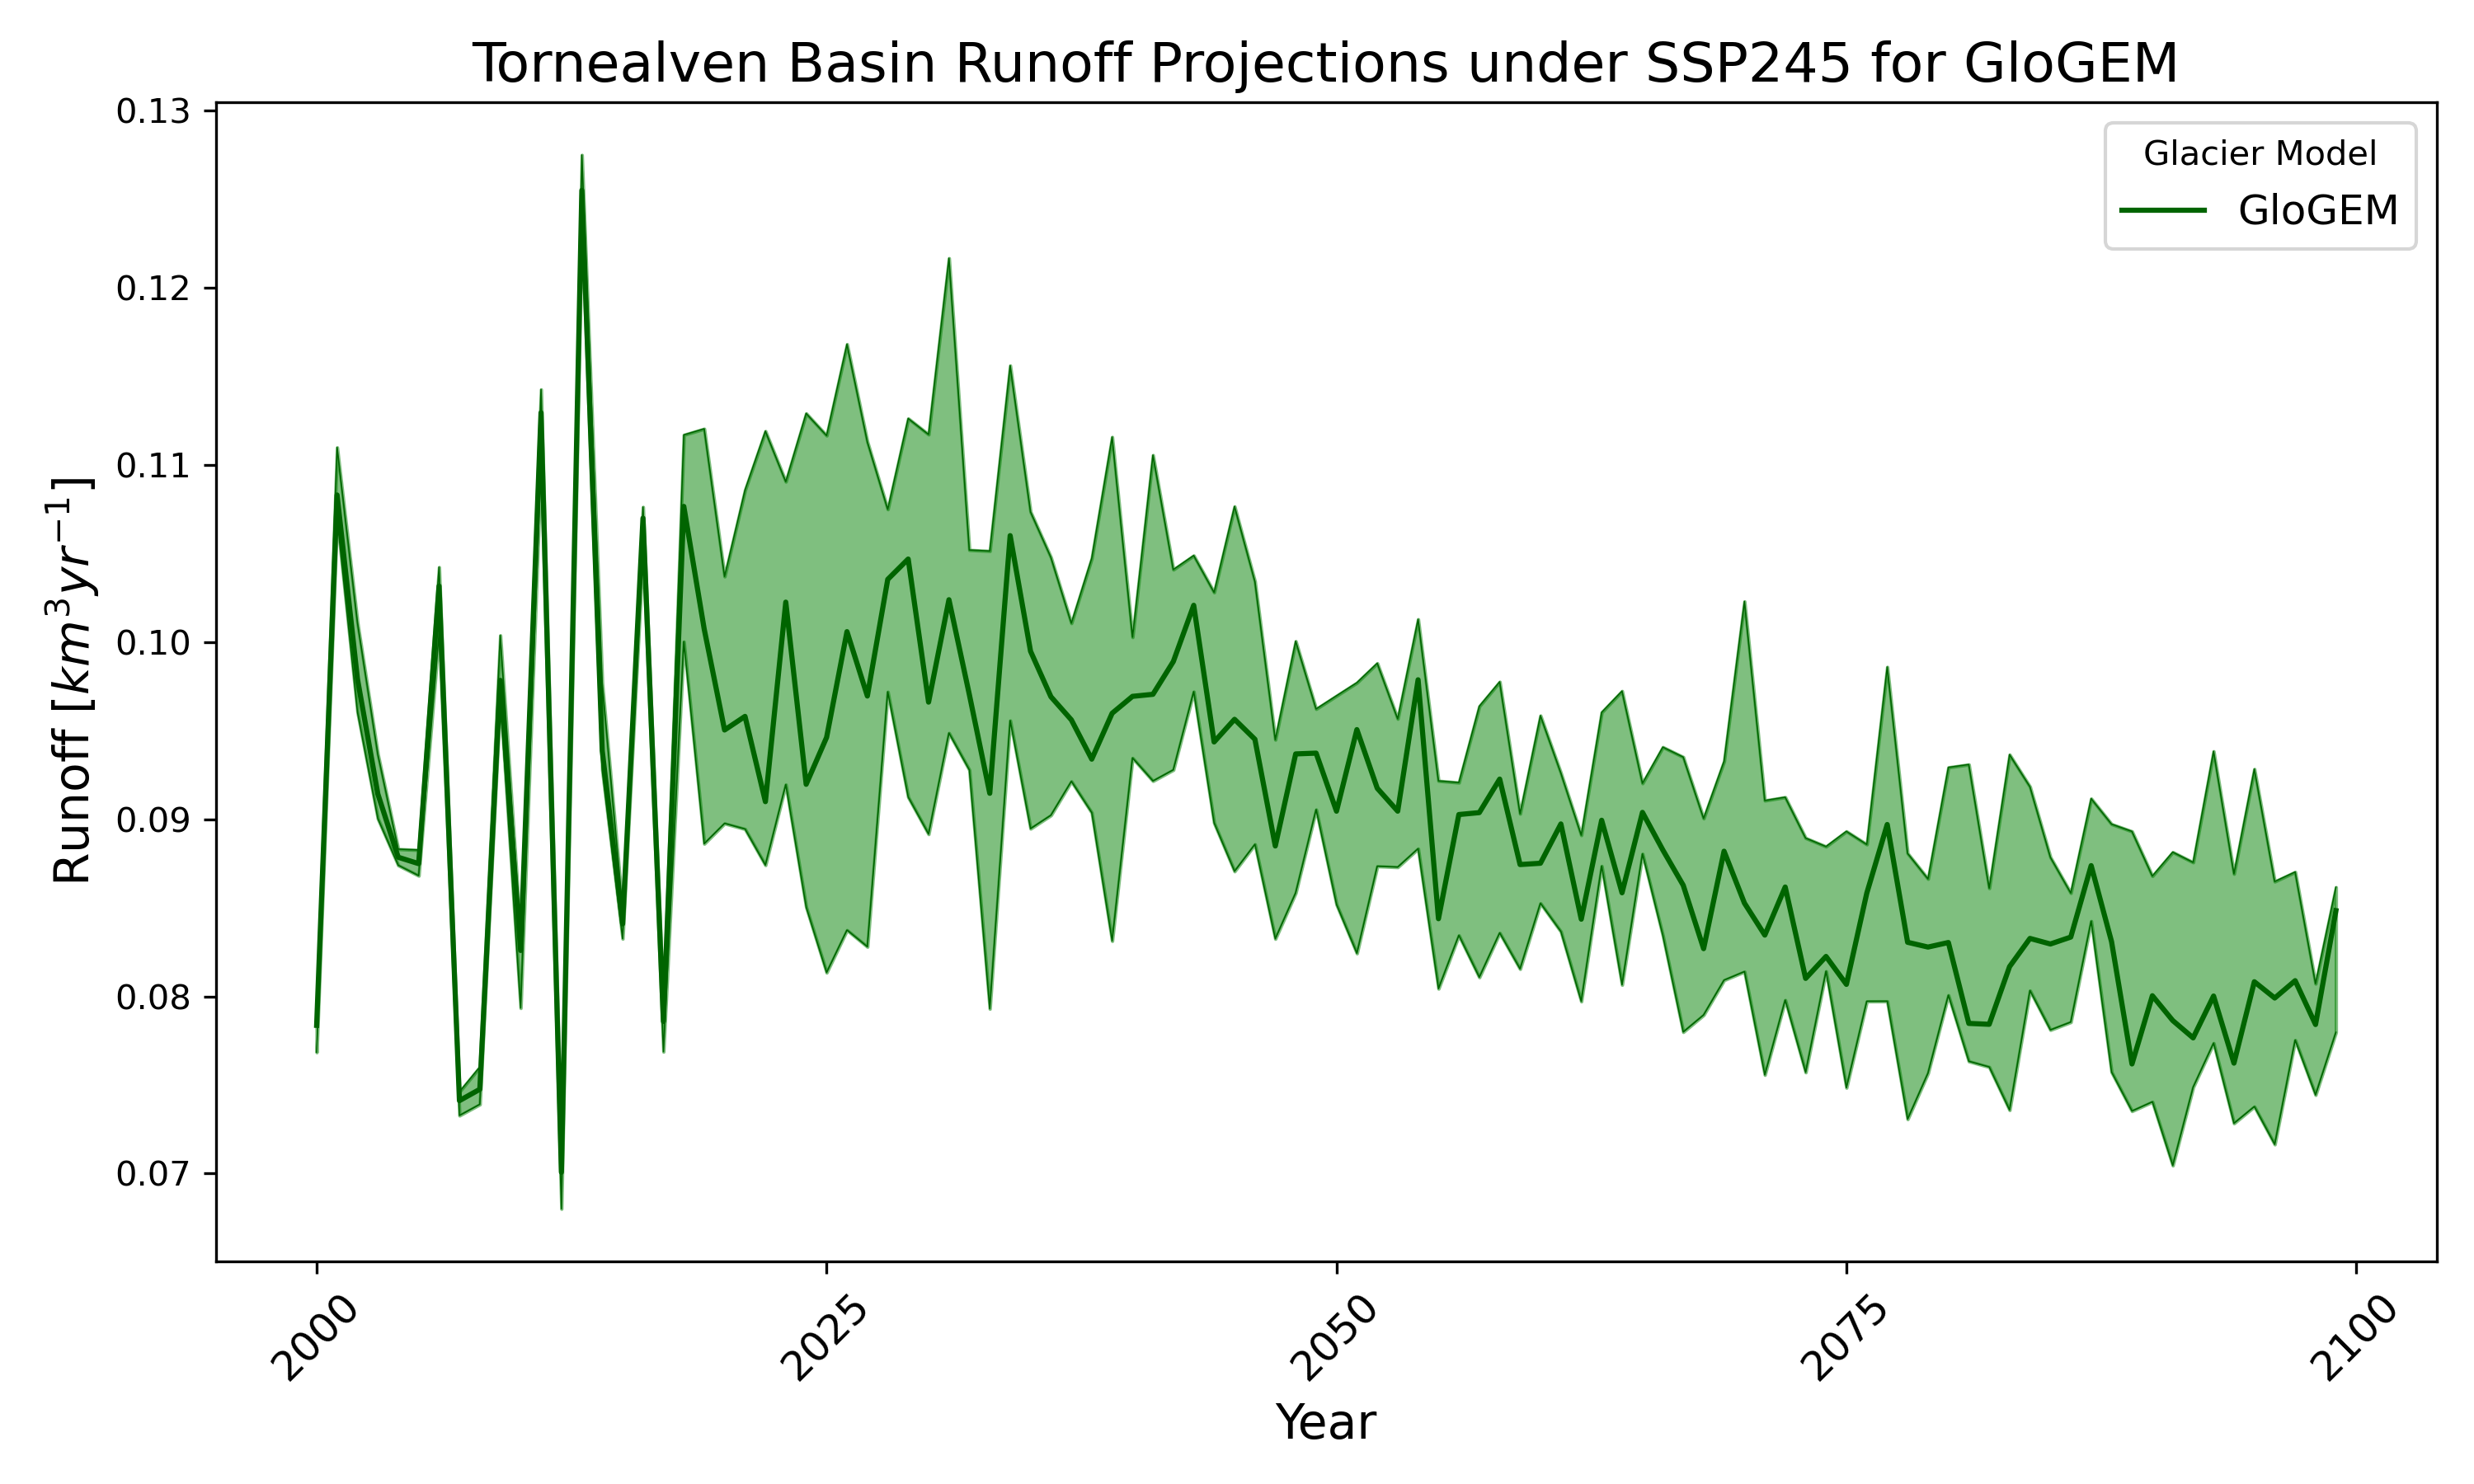 Tornealven Basin Runoff Projections under SSP245 for GloGEM
Glacier Model
GloGEM
Runoff [km³yr⁻¹]
0.13
0.12
0.11
0.10
0.09
0.08
0.07
2000
2025
2050
2075
2100
Year